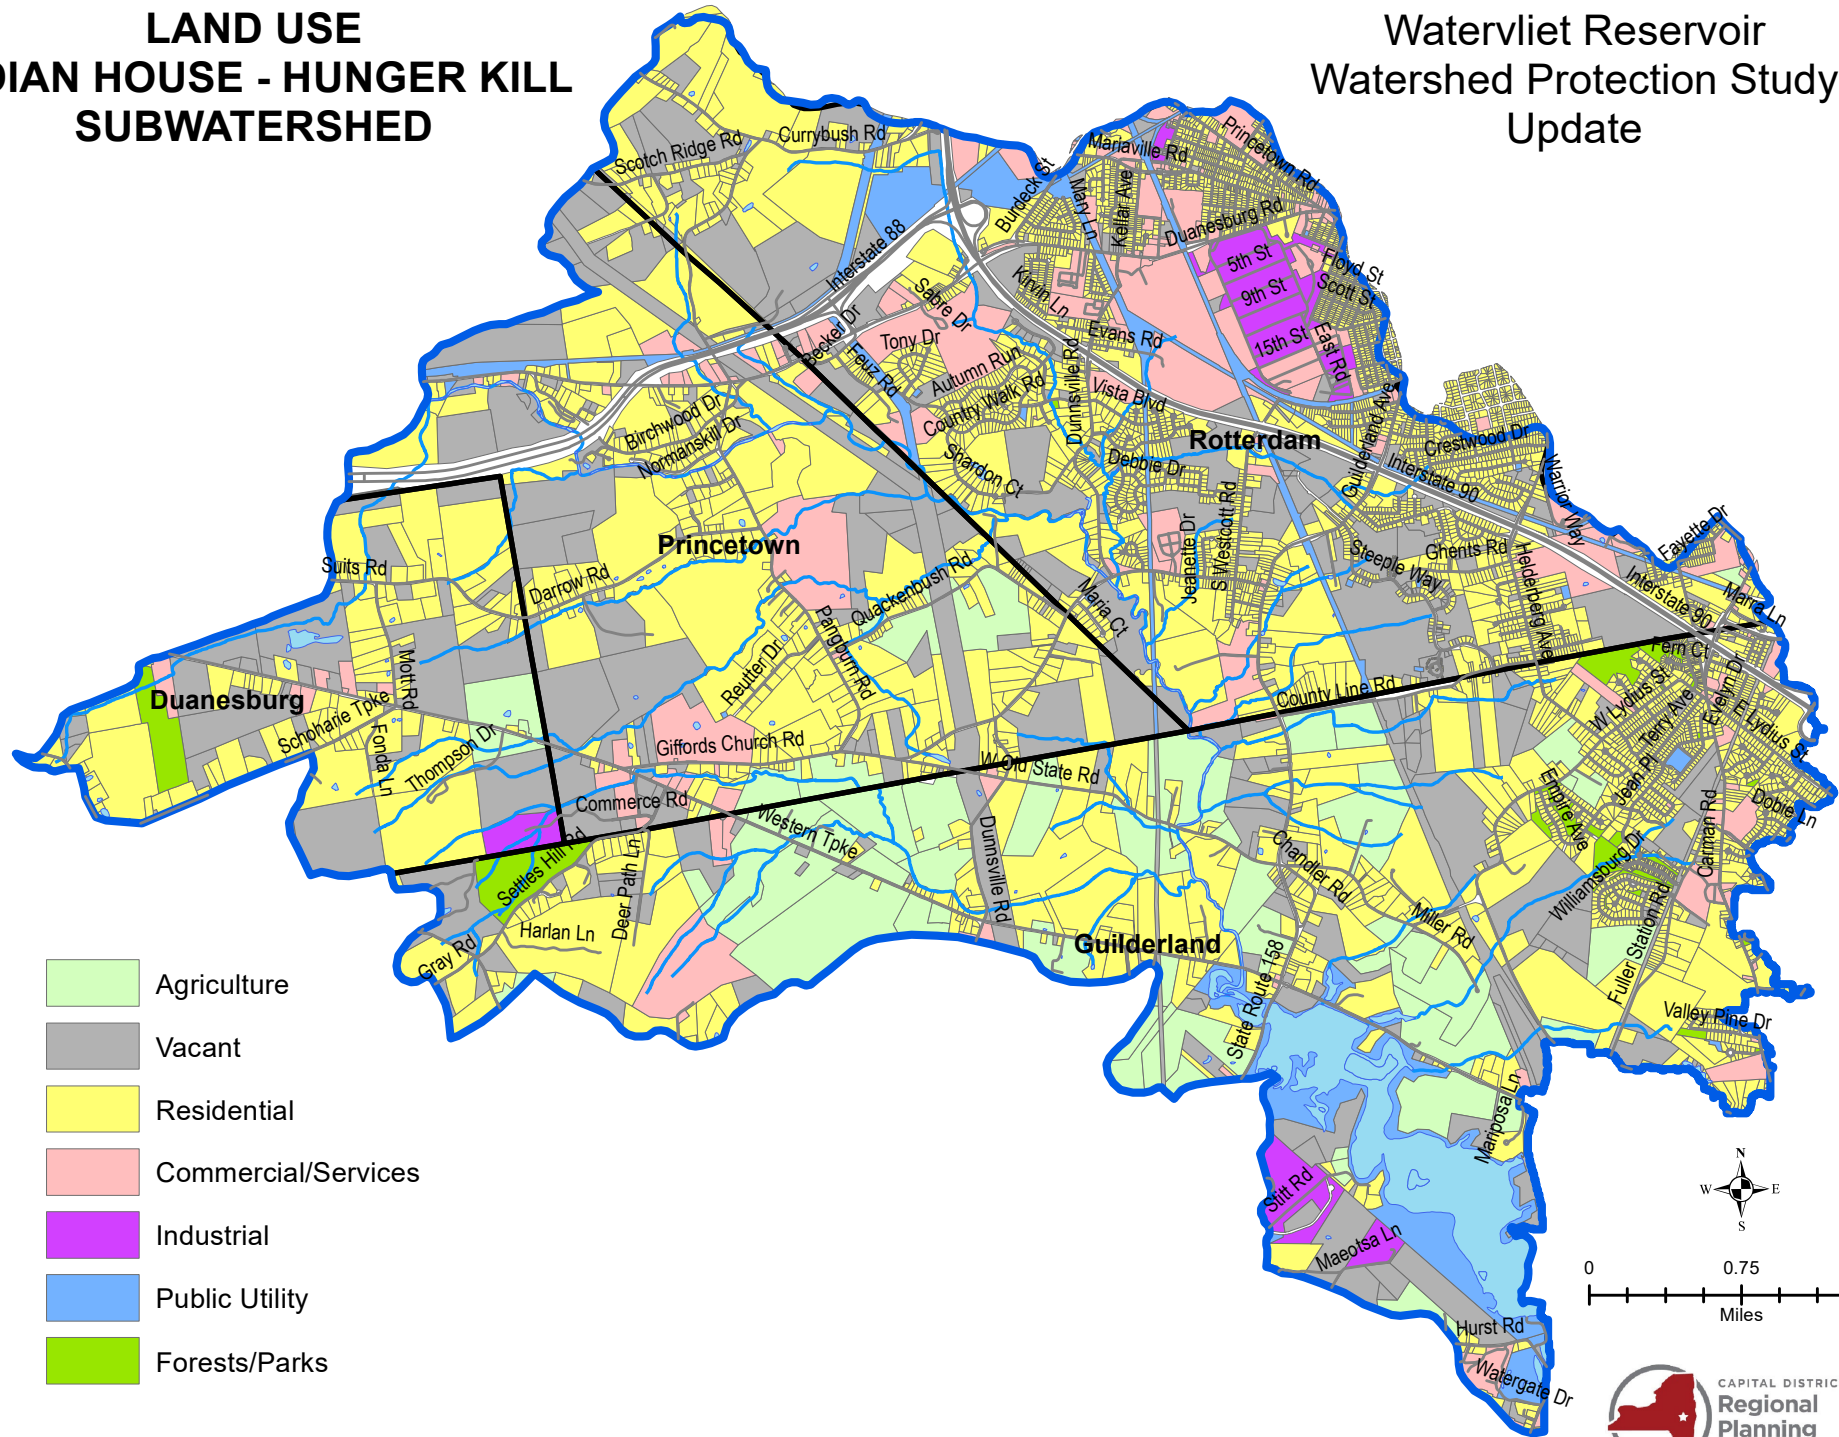 LAND USE
DIAN HOUSE - HUNGER KILL
SUBWATERSHED
Watervliet Reservoir
Watershed Protection Study
Update
Scotch Ridge Rd
Currybush Rd
Mariaville Rd
Princetown Rd
Burdeck St
Mary Ln
Kellar Ave
Duanesburg Rd
Interstate 88
5th St
Floyd St
9th St
Scott St
15th St
East Rd
Kirvin Ln
Sabre Dr
Becker Dr
Tony Dr
Evans Rd
Feuz Rd
Autumn Run
Dunnsville Rd
Country Walk Rd
Vista Blvd
Guilderland Ave
Birchwood Dr
Normanskill Dr
Rotterdam
Crestwood Dr
Shardon Ct
Debbie Dr
Interstate 90
Warrior Way
S Westcott Rd
Jeanette Dr
Princetown
Suits Rd
Darrow Rd
Quackenbush Rd
Maria Ct
Steeple Way
Ghents Rd
Helderberg Ave
Fayette Dr
Interstate 90
Marra Ln
Pangburn Rd
Reutter Dr
Fern Ct
Mott Rd
Duanesburg
Schoharie Tpke
County Line Rd
W Lydius St
Terry Ave
Evelyn Dr
E Lydius St
Fonda Ln
Thompson Dr
Giffords Church Rd
W Old State Rd
Jean Pl
Commerce Rd
Western Tpke
Empire Ave
Dobie Ln
Carman Rd
Settles Hill Rd
Deer Path Ln
Dunnsville Rd
Chandler Rd
Williamsburg Dr
Harlan Ln
Gray Rd
Guilderland
Miller Rd
Fuller Station Rd
State Route 158
Valley Pine Dr
Mariposa Ln
Stitt Rd
Maeotsa Ln
Hurst Rd
Watergate Dr
Agriculture
Vacant
Residential
Commercial/Services
Industrial
Public Utility
Forests/Parks
N
W
E
S
0
0.75
Miles
CAPITAL DISTRIC
Regional
Planning